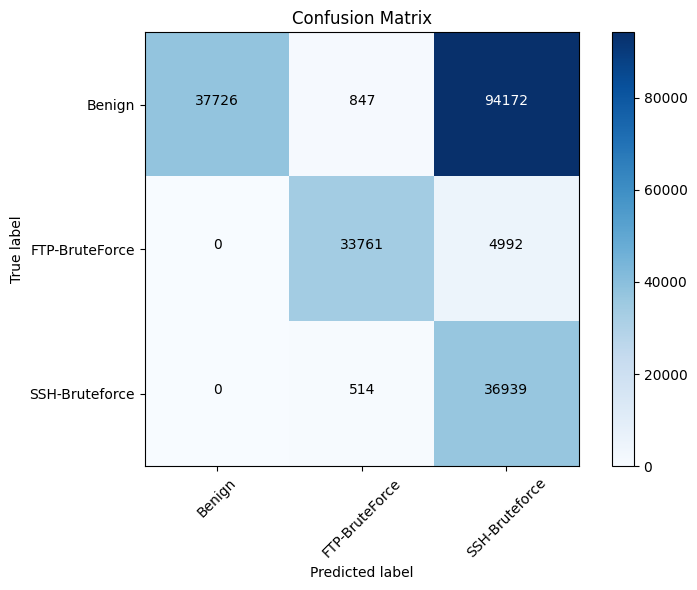 Confusion Matrix
True label
Benign
37726 847 94172
FTP-BruteForce
0 33761 4992
SSH-Bruteforce
0 514 36939
Benign
FTP-BruteForce
SSH-Bruteforce
Predicted label
80000
60000
40000
20000
0